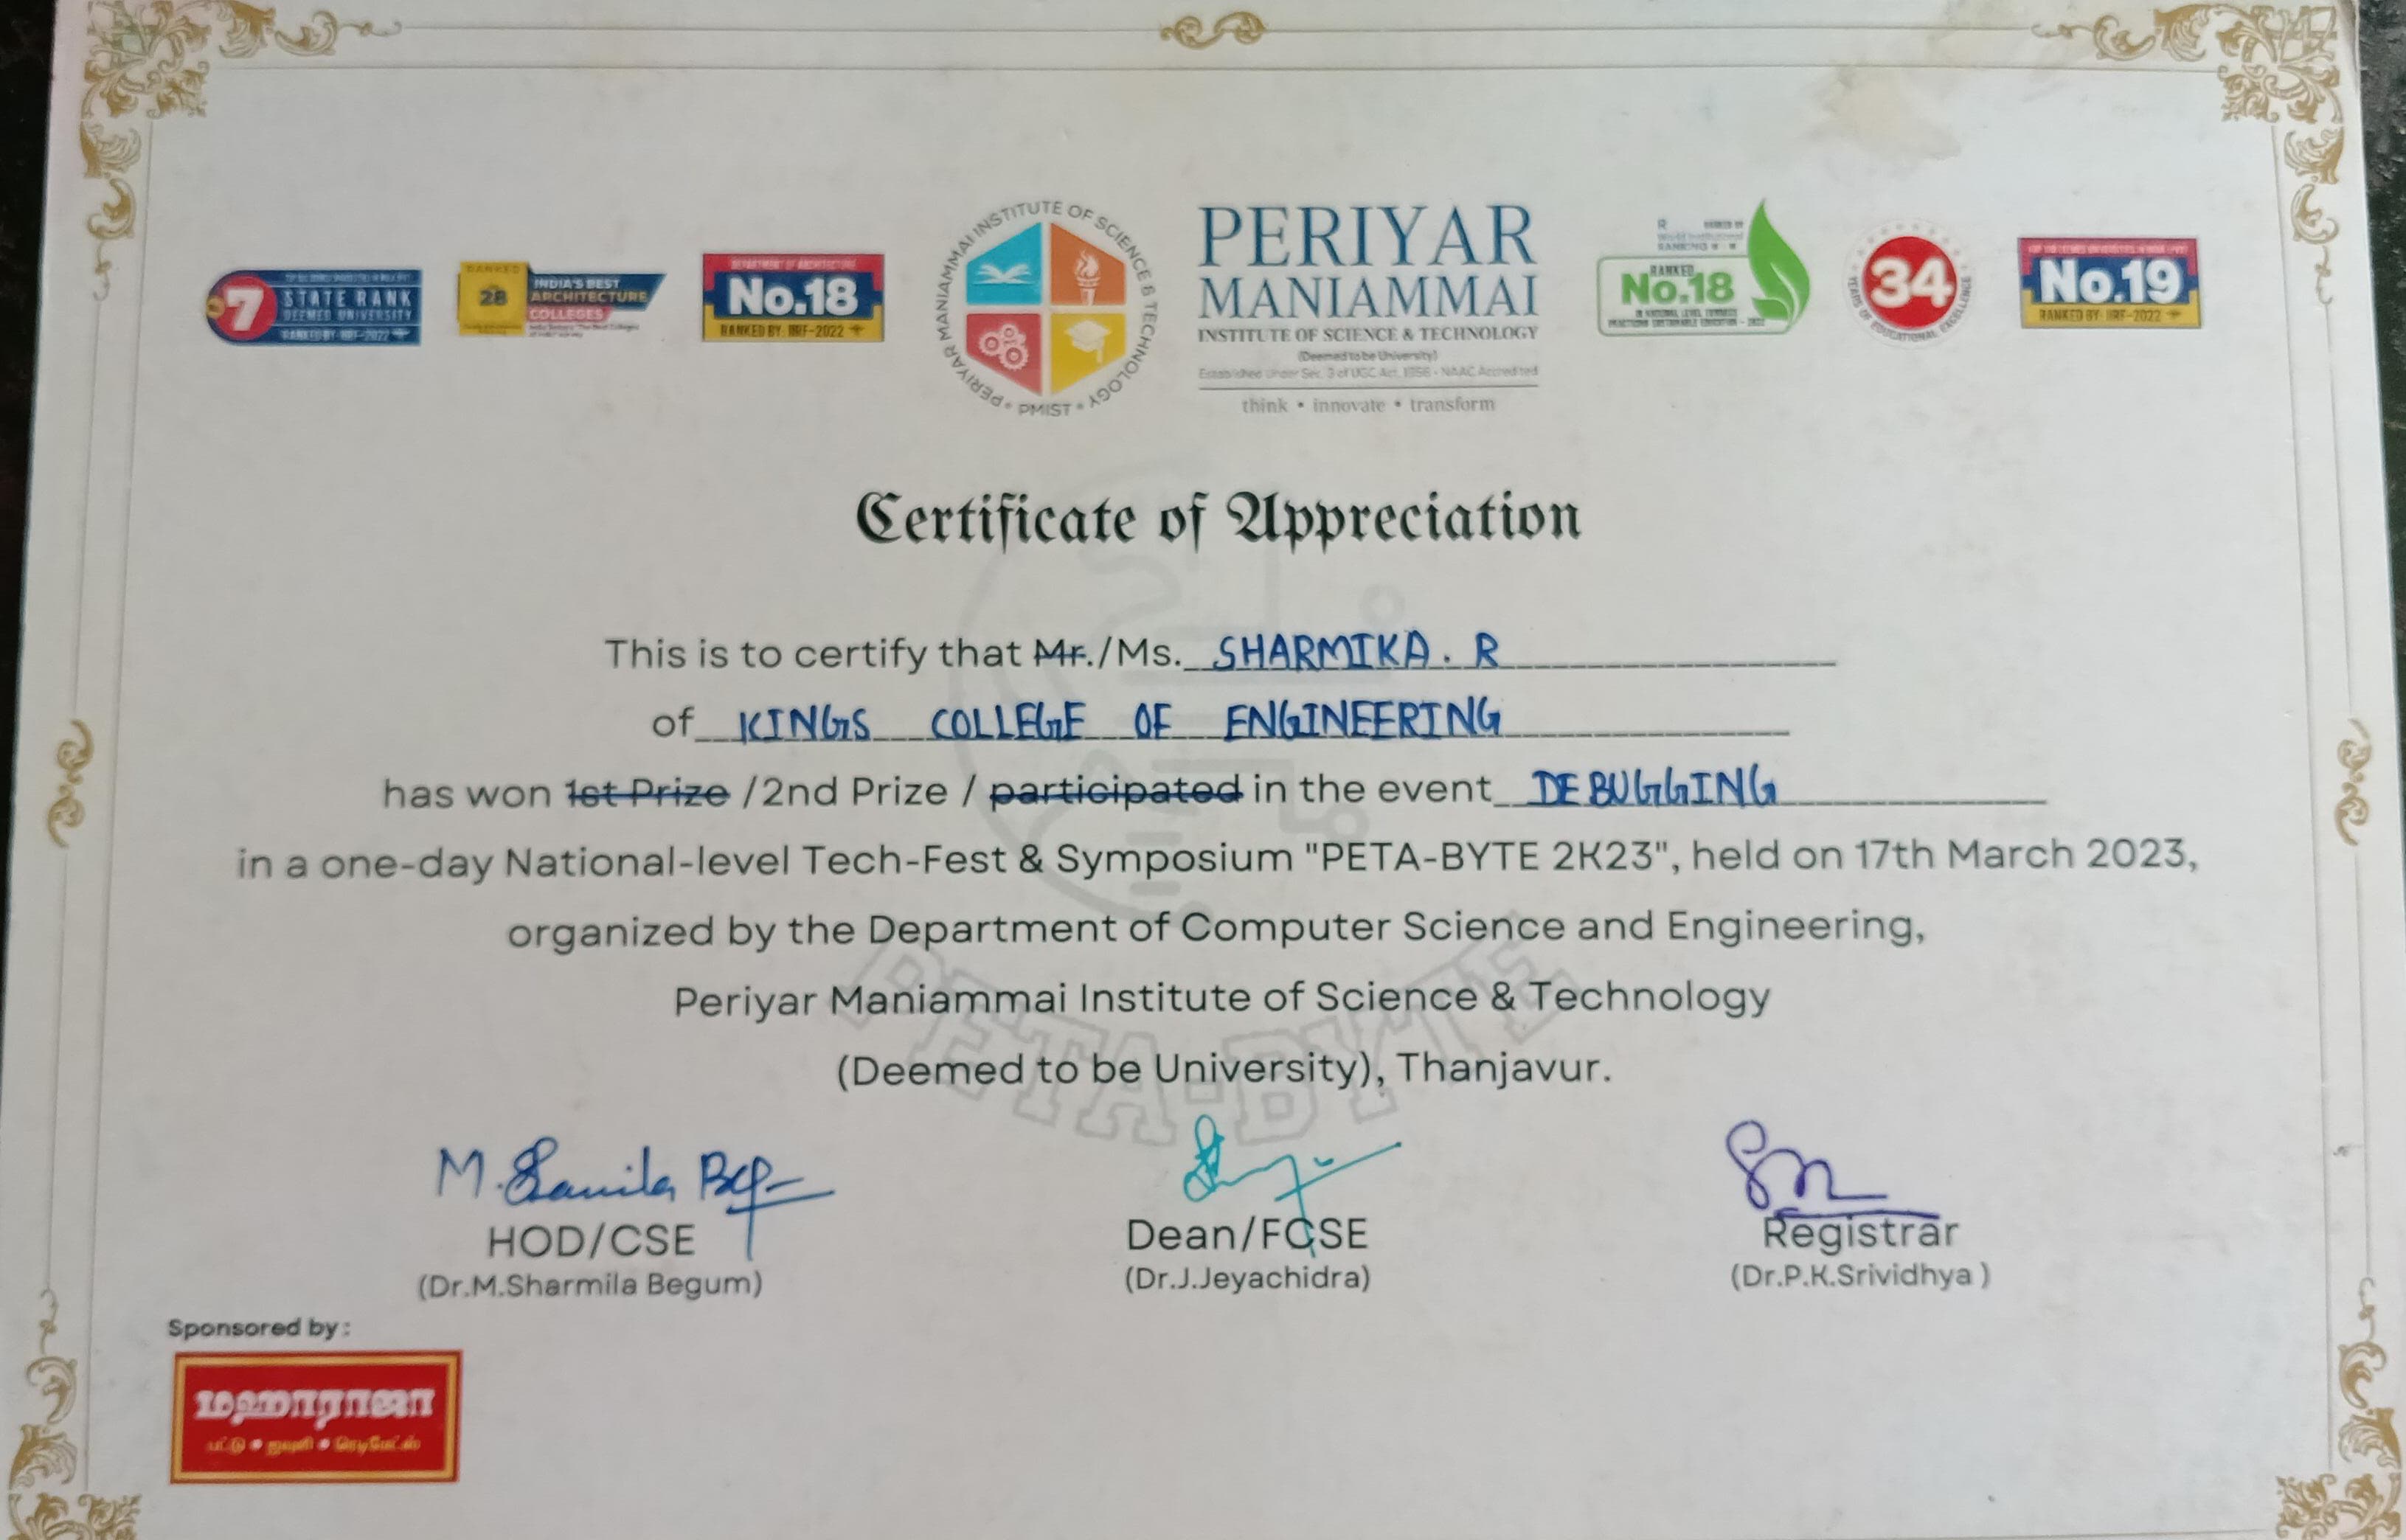 7
STATE RANK
DEEMED UNIVERSITY
RANKED BY: IIRF-2022
RANKED
28
INDIA'S BEST
ARCHITECTURE
COLLEGES
DEPARTMENT OF ARCHITECTURE
No.18
RANKED BY: IIRF-2022
PERIYAR MANIAMMAI INSTITUTE OF SCIENCE & TECHNOLOGY
• PMIST •
PERIYAR
MANIAMMAI
INSTITUTE OF SCIENCE & TECHNOLOGY
(Deemed to be University)
Established Under Sec. 3 of UGC Act, 1956 • NAAC Accredited
think • innovate • transform
RANKED
No.18
34
YEARS OF EDUCATIONAL EXCELLENCE
No.19
RANKED BY: IIRF-2022
Certificate of Appreciation
This is to certify that Mr./Ms. SHARMIKA. R
of KINGS COLLEGE OF ENGINEERING
has won 1st Prize /2nd Prize / participated in the event DEBUGGING
in a one-day National-level Tech-Fest & Symposium "PETA-BYTE 2K23", held on 17th March 2023,
organized by the Department of Computer Science and Engineering,
Periyar Maniammai Institute of Science & Technology
(Deemed to be University), Thanjavur.
PETA-BYTE
M. Sharmila Beg
HOD/CSE
(Dr.M.Sharmila Begum)
Dean/FCSE
(Dr.J.Jeyachidra)
Registrar
(Dr.P.K.Srividhya )
Sponsored by :
மஹாராஜா
பட்டு • ஜவுளி • ரெடிமேட்ஸ்